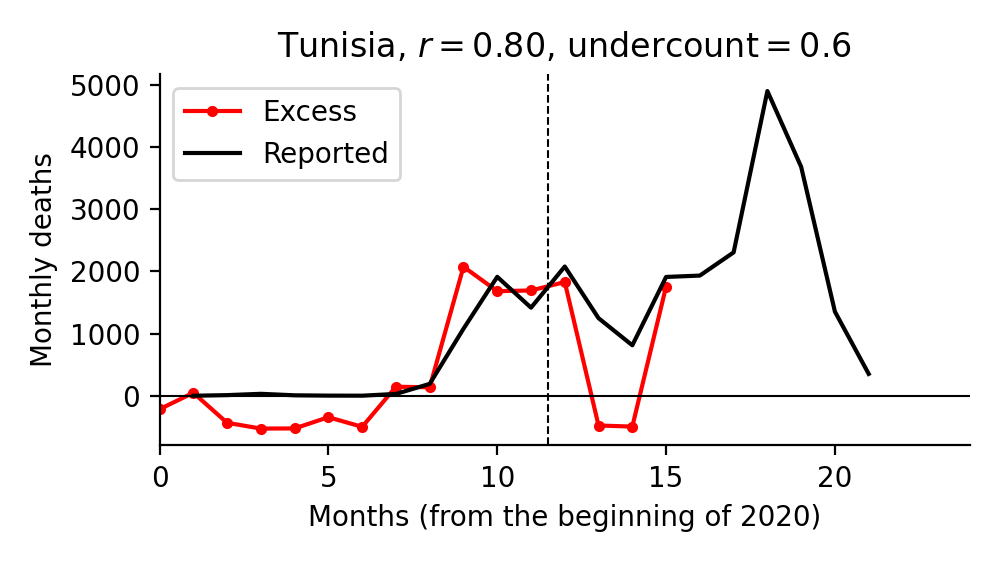 Tunisia, r = 0.80, undercount = 0.6
Monthly deaths
5000
4000
3000
2000
1000
0
Excess
Reported
0 5 10 15 20
Months (from the beginning of 2020)